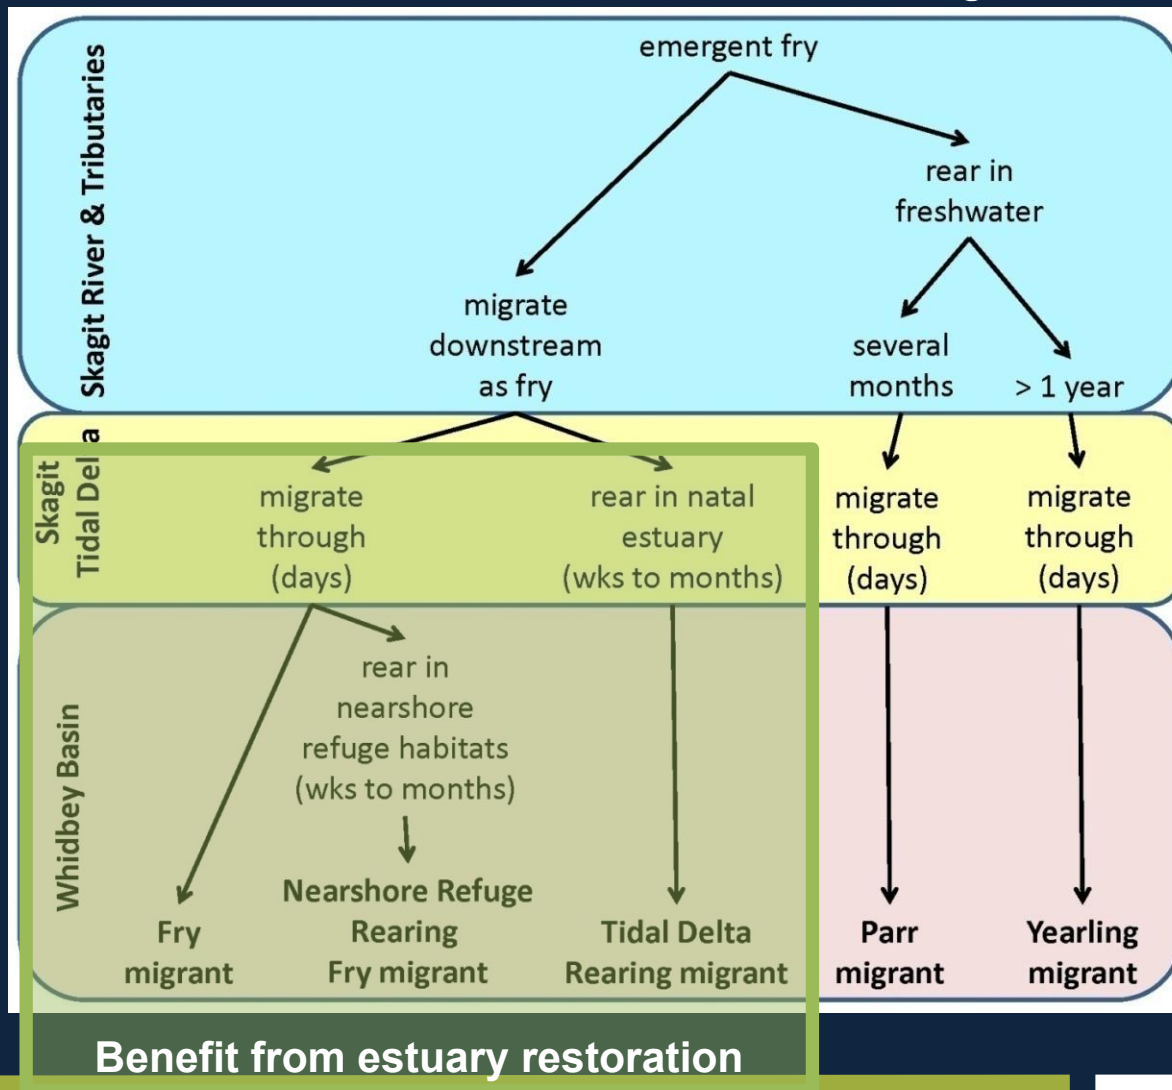 emergent fry
Skagit River & Tributaries
rear in
freshwater
migrate
downstream
as fry
several
months
> 1 year
Skagit
Tidal Delta
migrate
through
(days)
rear in natal
estuary
(wks to months)
migrate
through
(days)
migrate
through
(days)
Whidbey Basin
rear in
nearshore
refuge habitats
(wks to months)
Fry
migrant
Nearshore Refuge
Rearing
Fry migrant
Tidal Delta
Rearing migrant
Parr
migrant
Yearling
migrant
Benefit from estuary restoration